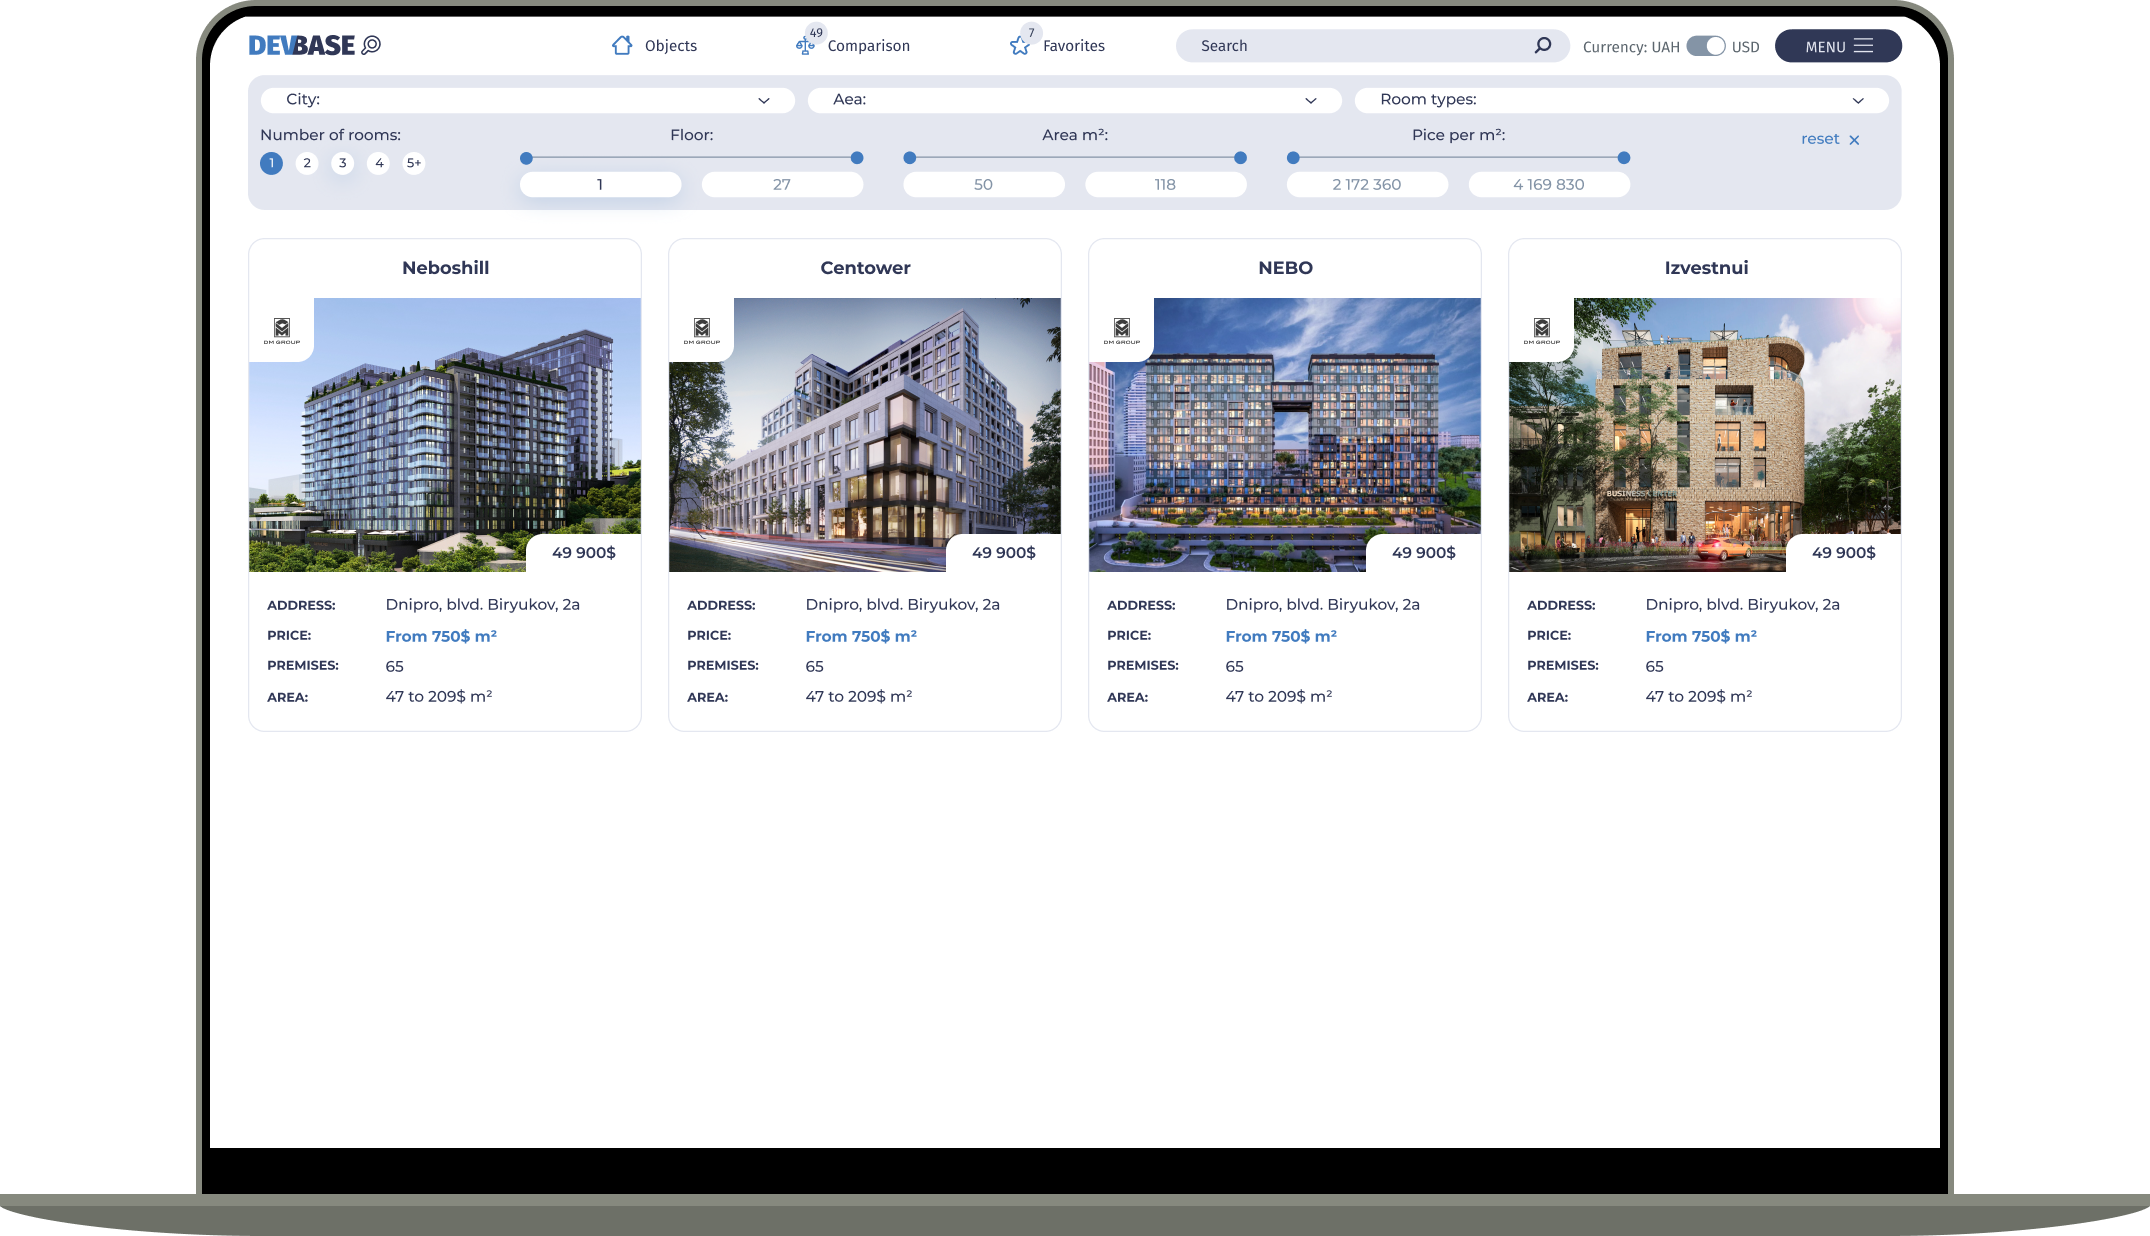 DEVBASE
Objects
49
Comparison
7
Favorites
Search
Currency: UAH
USD
MENU
City:
Aea:
Room types:
Number of rooms:
1
2
3
4
5+
Floor:
1
27
Area m²:
50
118
Pice per m²:
2 172 360
4 169 830
reset
Neboshill
DM GROUP
49 900$
ADDRESS: Dnipro, blvd. Biryukov, 2a
PRICE: From 750$ m²
PREMISES: 65
AREA: 47 to 209$ m²
Centower
DM GROUP
49 900$
ADDRESS: Dnipro, blvd. Biryukov, 2a
PRICE: From 750$ m²
PREMISES: 65
AREA: 47 to 209$ m²
NEBO
DM GROUP
49 900$
ADDRESS: Dnipro, blvd. Biryukov, 2a
PRICE: From 750$ m²
PREMISES: 65
AREA: 47 to 209$ m²
Izvestnui
DM GROUP
BUSINESS
49 900$
ADDRESS: Dnipro, blvd. Biryukov, 2a
PRICE: From 750$ m²
PREMISES: 65
AREA: 47 to 209$ m²